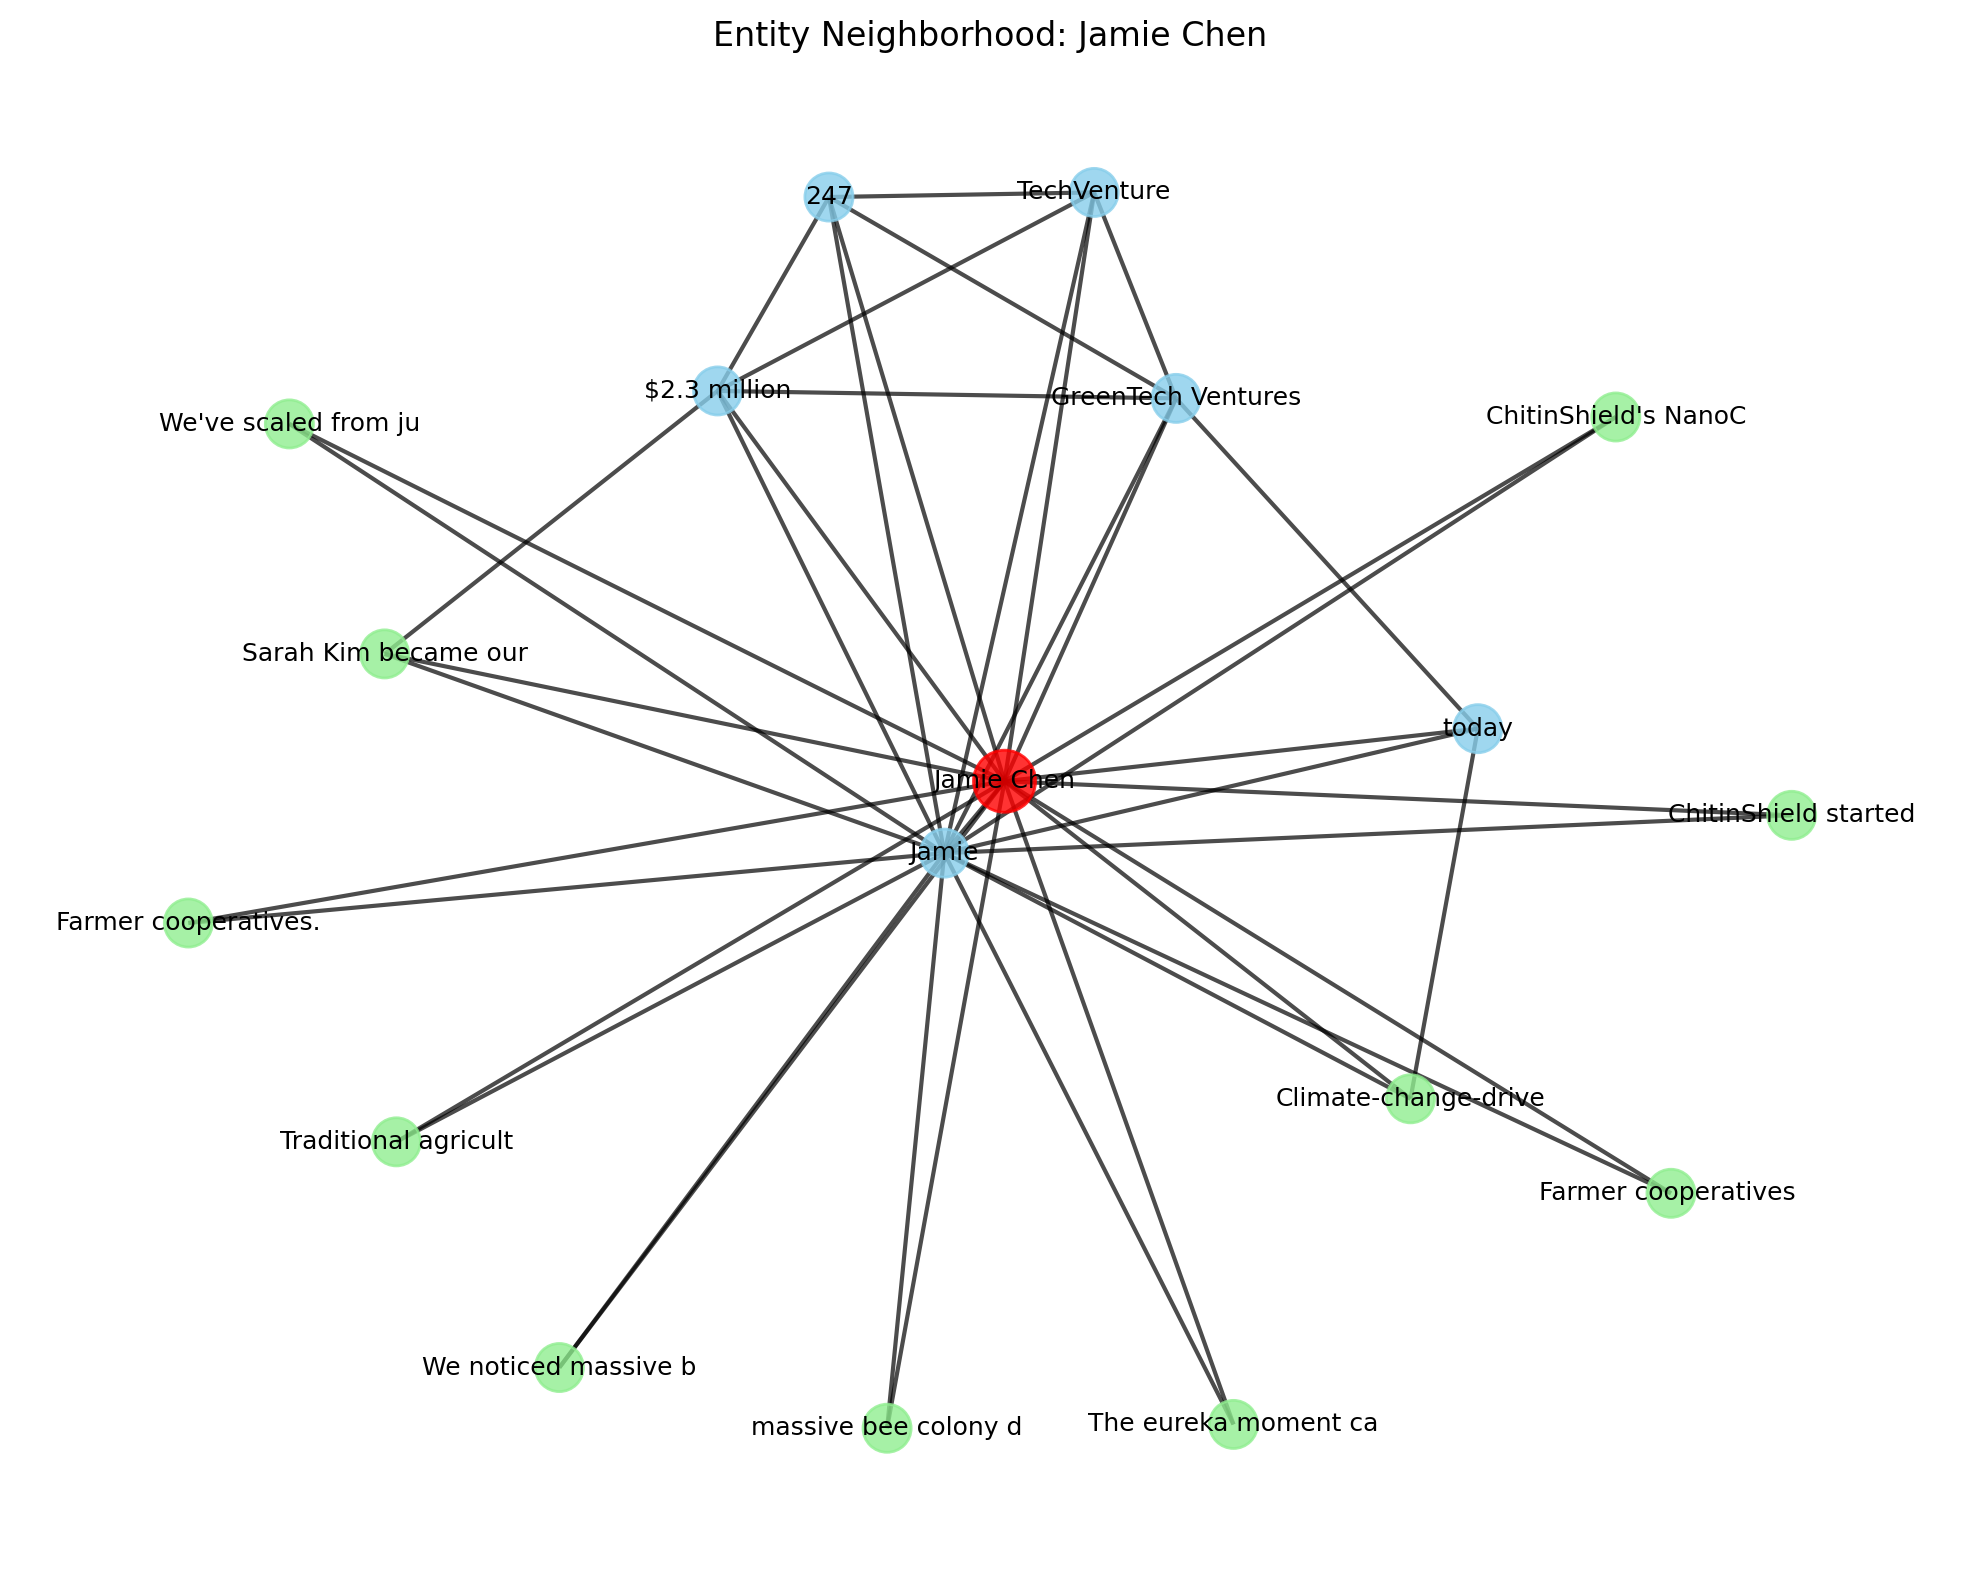 Entity Neighborhood: Jamie Chen
247
TechVenture
$2.3 million
GreenTech Ventures
We've scaled from ju
ChitinShield's NanoC
Sarah Kim became our
today
Jamie Chen
ChitinShield started
Jamie
Farmer cooperatives.
Climate-change-drive
Traditional agricult
Farmer cooperatives
We noticed massive b
massive bee colony d
The eureka moment ca